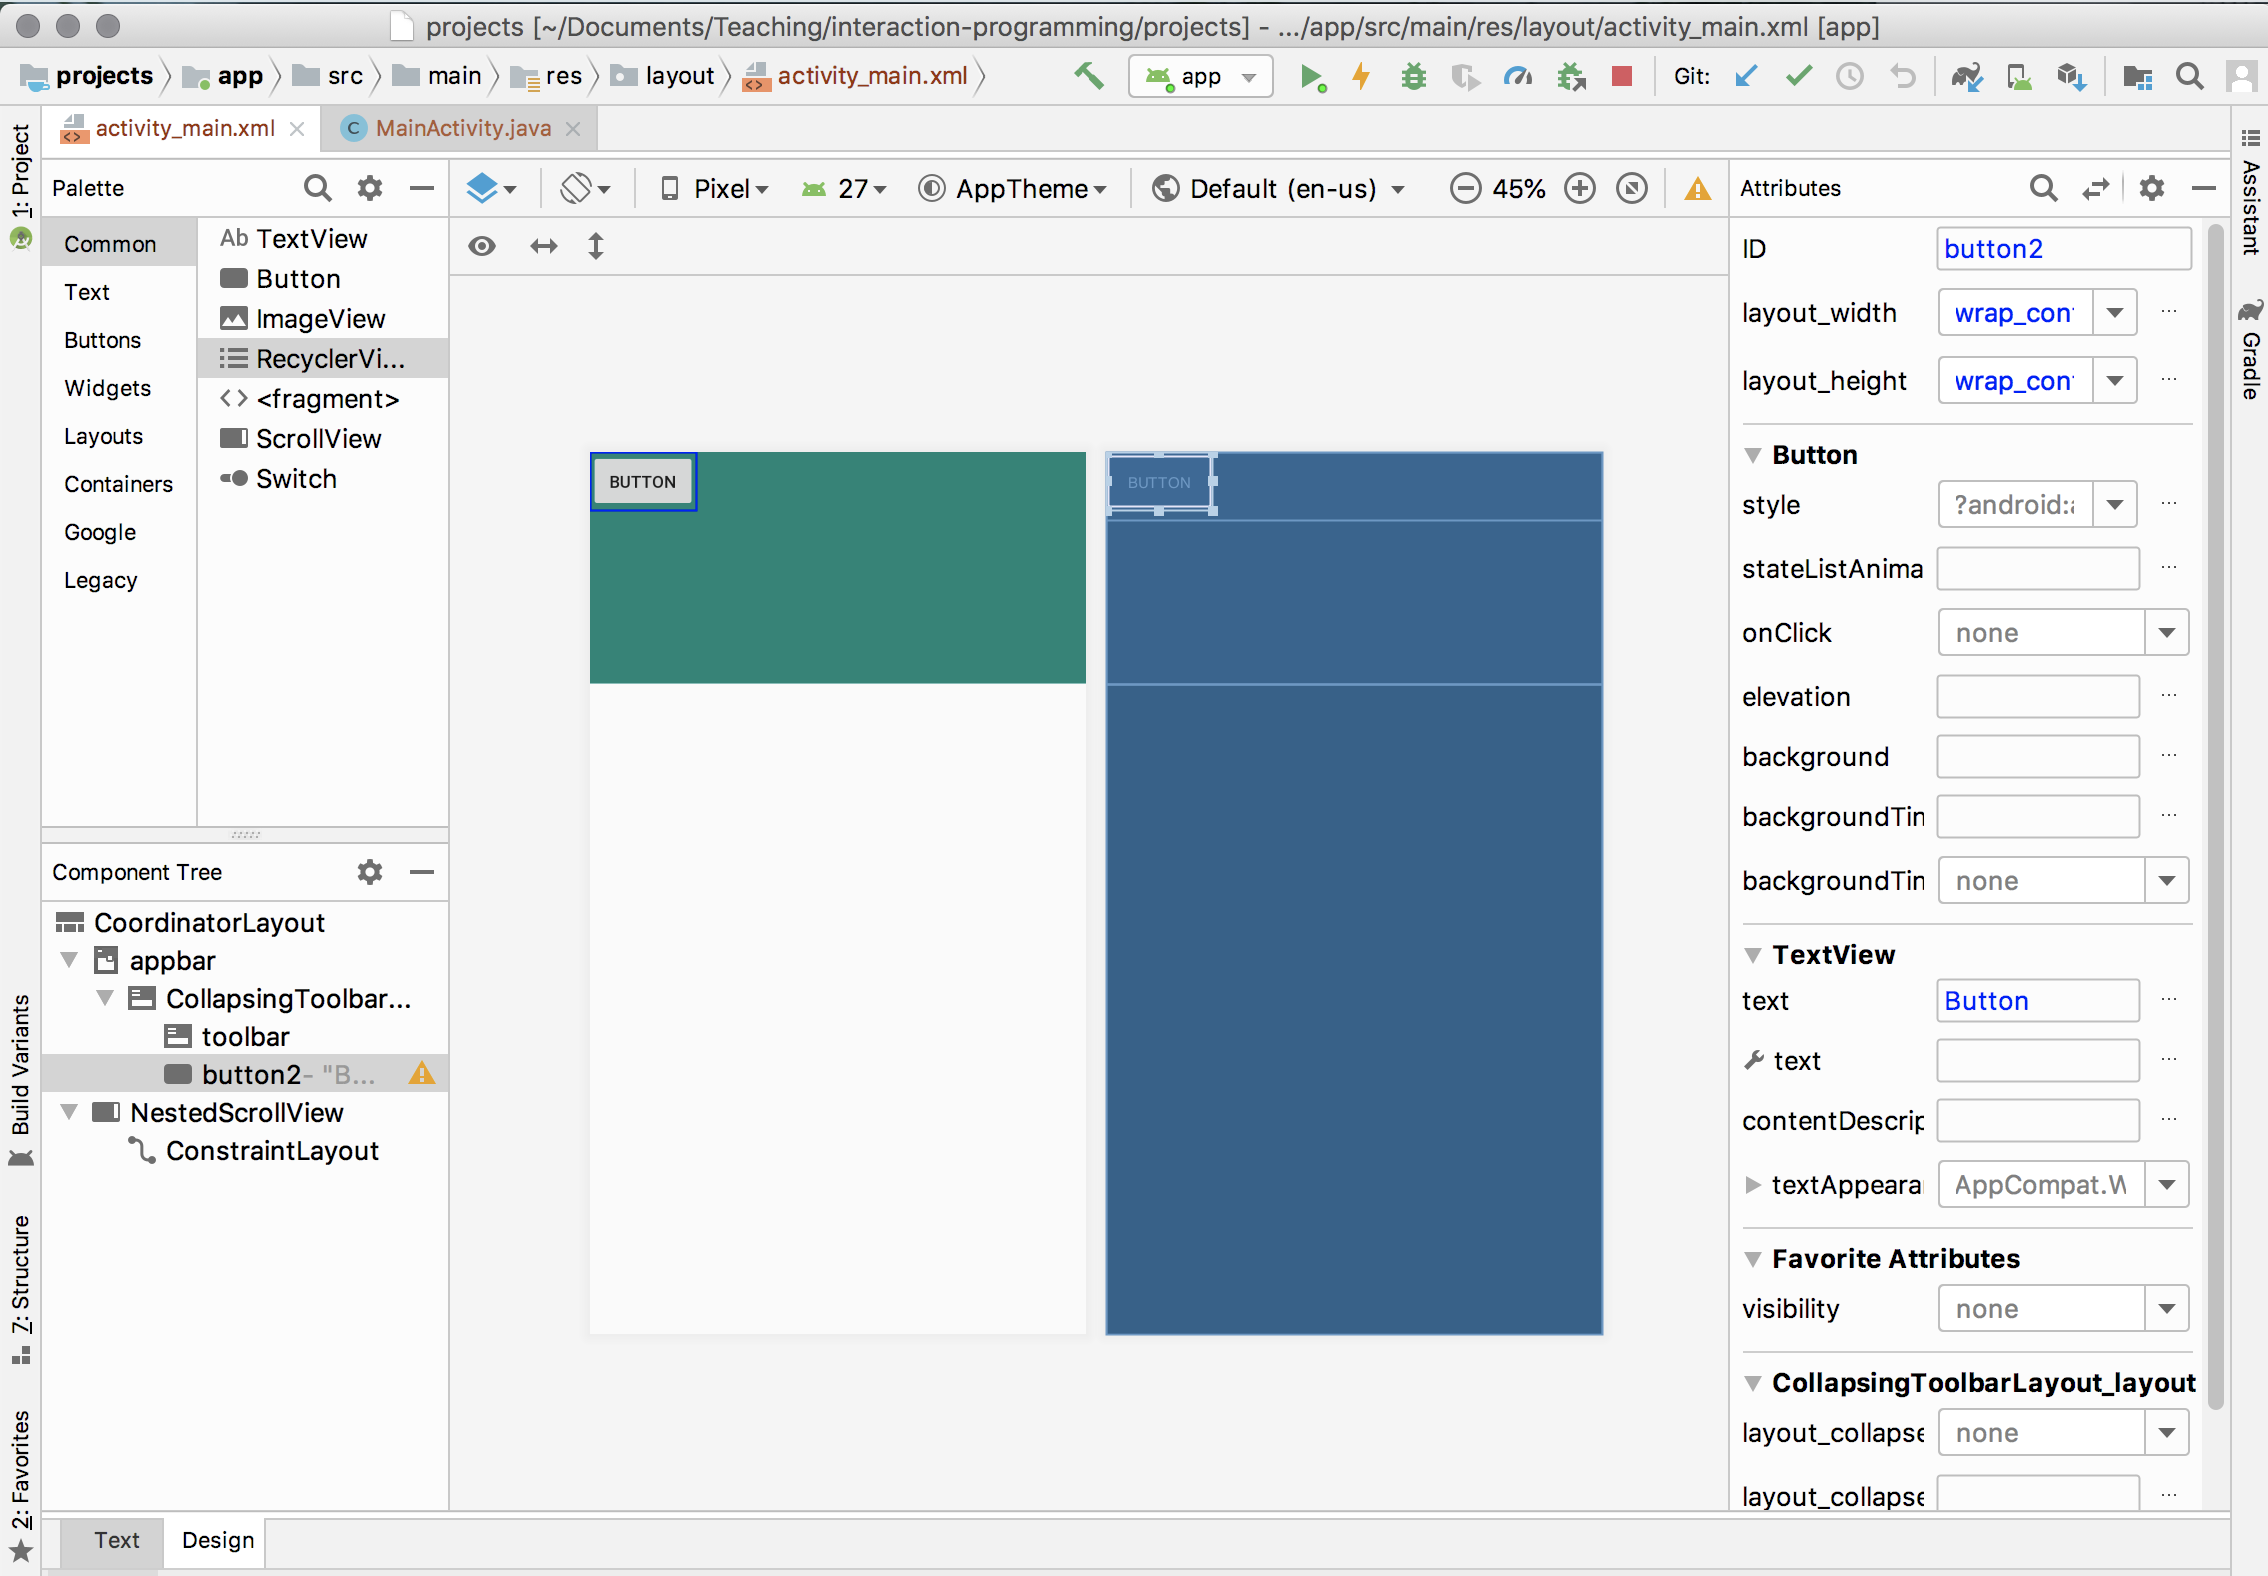 projects [~/Documents/Teaching/interaction-programming/projects] - .../app/src/main/res/layout/activity_main.xml [app]
projects app src main res layout activity_main.xml app Git:
activity_main.xml MainActivity.java
1: Project
Build Variants
7: Structure
2: Favorites
Palette
Common
Text
Buttons
Widgets
Layouts
Containers
Google
Legacy
Ab TextView
Button
ImageView
RecyclerVi...
<fragment>
ScrollView
Switch
Component Tree
CoordinatorLayout
appbar
CollapsingToolbar...
toolbar
button2- "B...
NestedScrollView
ConstraintLayout
Pixel 27 AppTheme Default (en-us) 45%
BUTTON
BUTTON
Attributes
ID button2
layout_width wrap_con
layout_height wrap_con
Button
style ?android:a
stateListAnima
onClick none
elevation
background
backgroundTin
backgroundTin none
TextView
text Button
text
contentDescrip
textAppeara AppCompat.W
Favorite Attributes
visibility none
CollapsingToolbarLayout_layout
layout_collapse none
layout_collapse
Assistant
Gradle
Text Design